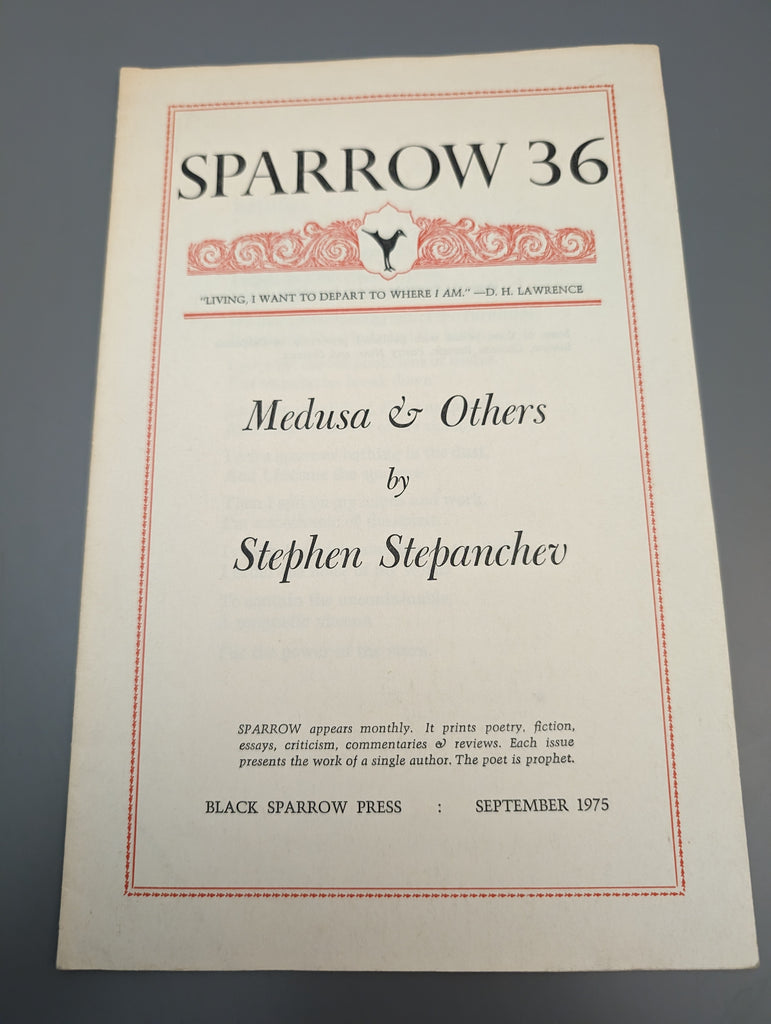 SPARROW 36
"LIVING, I WANT TO DEPART TO WHERE I AM." —D. H. LAWRENCE
Medusa & Others
by
Stephen Stepanchev
SPARROW appears monthly. It prints poetry, fiction,
essays, criticism, commentaries & reviews. Each issue
presents the work of a single author. The poet is prophet.
BLACK SPARROW PRESS : SEPTEMBER 1975